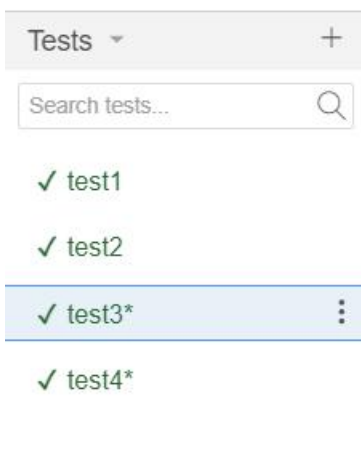 Tests
Search tests...
✓ test1
✓ test2
✓ test3*
✓ test4*